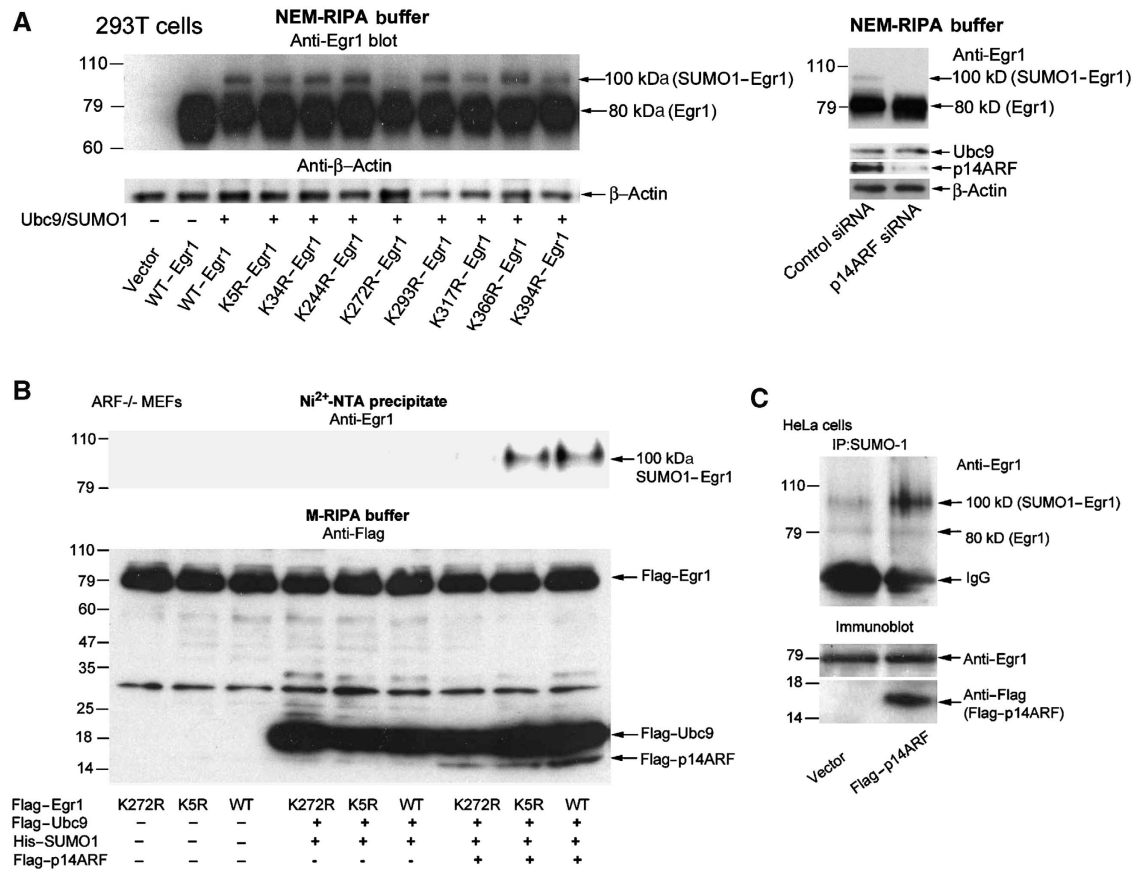 A
293T cells
NEM-RIPA buffer
Anti-Egr1 blot
110
79
60
100 kDa (SUMO1-Egr1)
80 kDa (Egr1)
Anti-β-Actin
β-Actin
Ubc9/SUMO1 – – + + + + + + + + +
Vector
WT-Egr1
WT-Egr1
K5R-Egr1
K34R-Egr1
K244R-Egr1
K272R-Egr1
K293R-Egr1
K317R-Egr1
K366R-Egr1
K394R-Egr1
NEM-RIPA buffer
Anti-Egr1
110
79
100 kD (SUMO1-Egr1)
80 kD (Egr1)
Ubc9
p14ARF
β-Actin
Control siRNA
p14ARF siRNA
B
ARF-/- MEFs
Ni2+-NTA precipitate
Anti-Egr1
110
79
100 kDa
SUMO1-Egr1
M-RIPA buffer
Anti-Flag
110
79
60
47
35
25
18
14
Flag-Egr1
Flag-Ubc9
Flag-p14ARF
Flag-Egr1 K272R K5R WT K272R K5R WT K272R K5R WT
Flag-Ubc9 – – – + + + + + +
His-SUMO1 – – – + + + + + +
Flag-p14ARF – – – - - - + + +
C
HeLa cells
IP:SUMO-1
Anti-Egr1
110
79
100 kD (SUMO1-Egr1)
80 kD (Egr1)
IgG
Immunoblot
79
Anti-Egr1
18
14
Anti-Flag
(Flag-p14ARF)
Vector
Flag-p14ARF